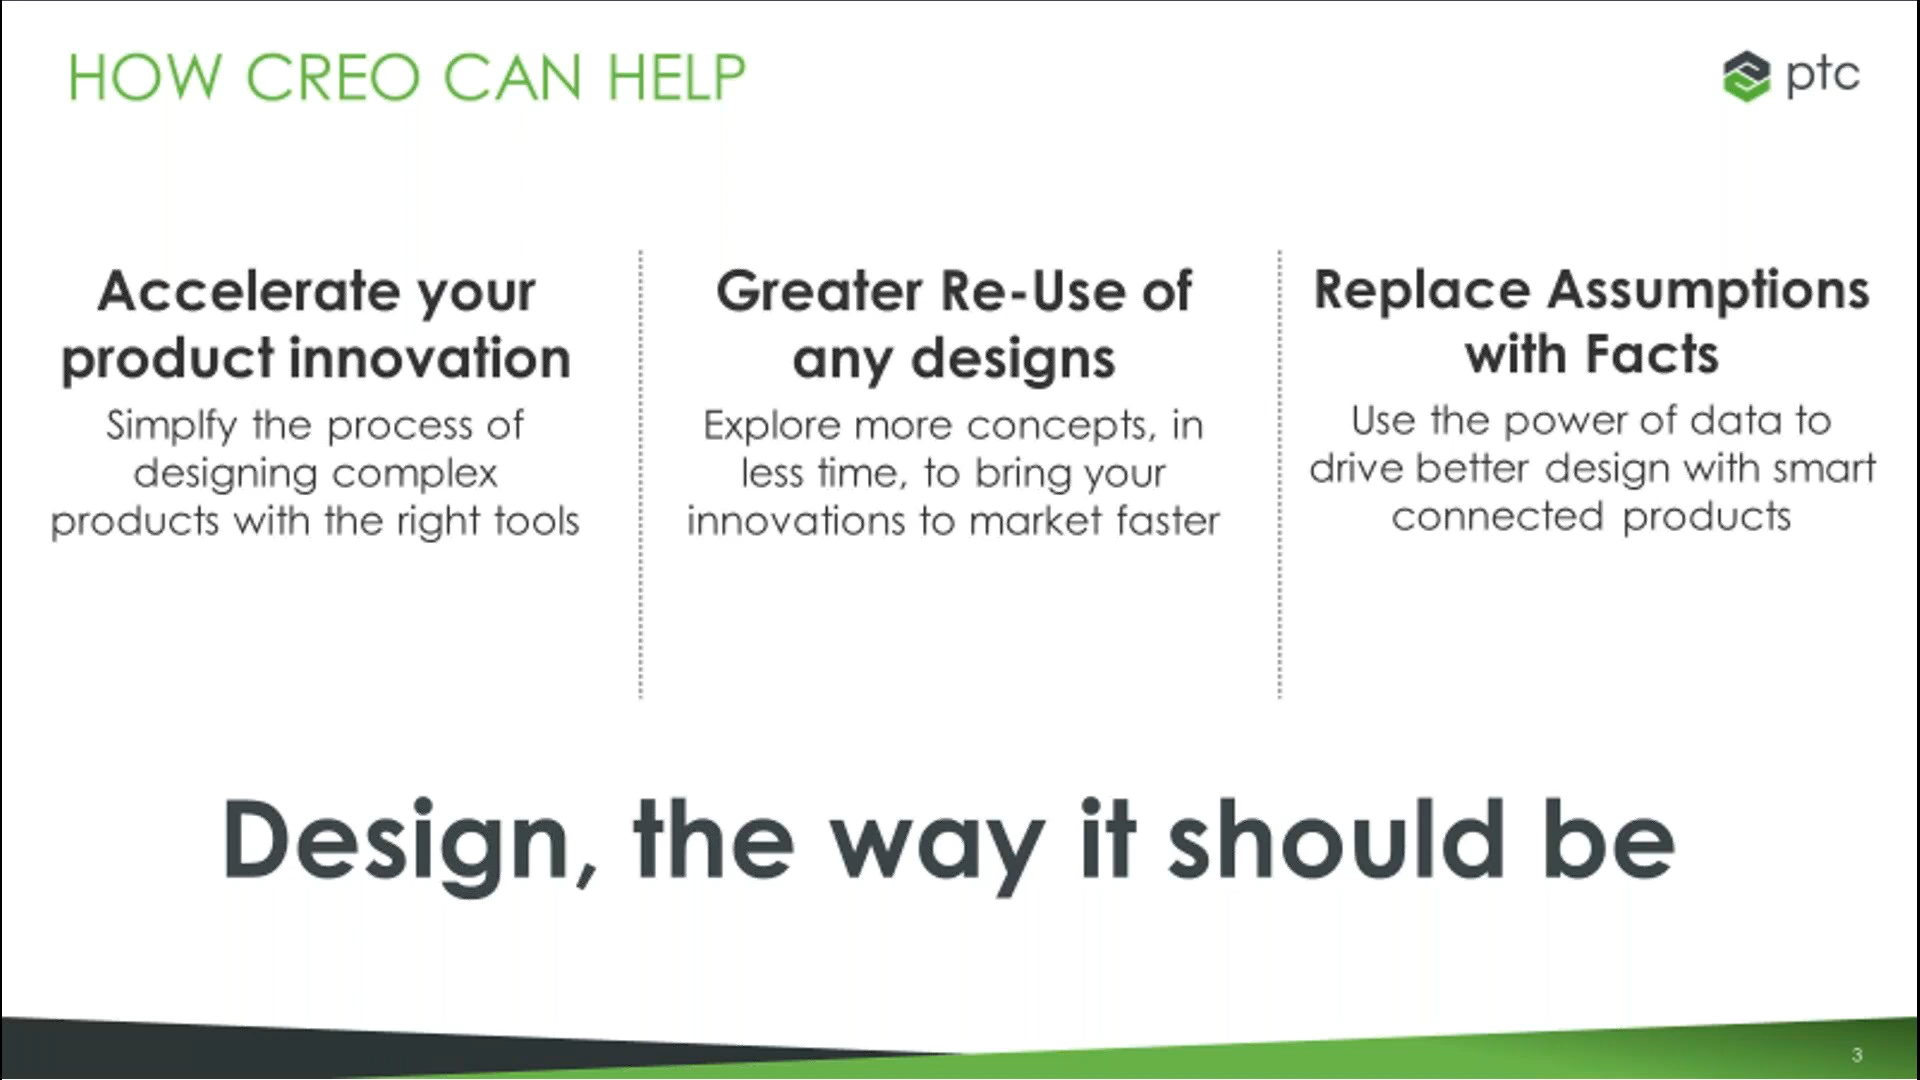 HOW CREO CAN HELP
ptc
Accelerate your
product innovation
Simplfy the process of
designing complex
products with the right tools
Greater Re-Use of
any designs
Explore more concepts, in
less time, to bring your
innovations to market faster
Replace Assumptions
with Facts
Use the power of data to
drive better design with smart
connected products
Design, the way it should be
3